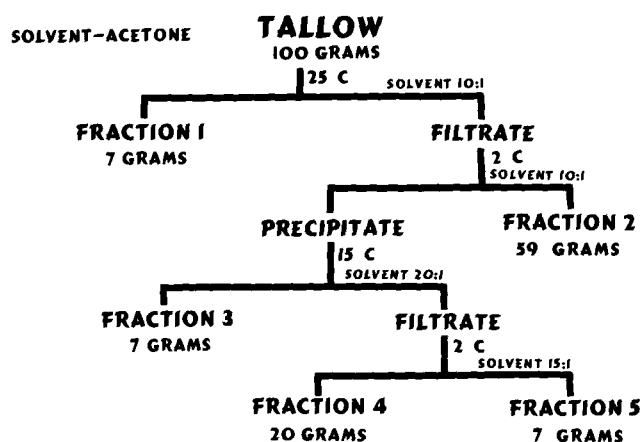 SOLVENT-ACETONE
TALLOW
100 GRAMS
25 C
SOLVENT 10:1
FRACTION 1
7 GRAMS
FILTRATE
2 C
SOLVENT 10:1
PRECIPITATE
15 C
SOLVENT 20:1
FRACTION 2
59 GRAMS
FRACTION 3
7 GRAMS
FILTRATE
2 C
SOLVENT 15:1
FRACTION 4
20 GRAMS
FRACTION 5
7 GRAMS